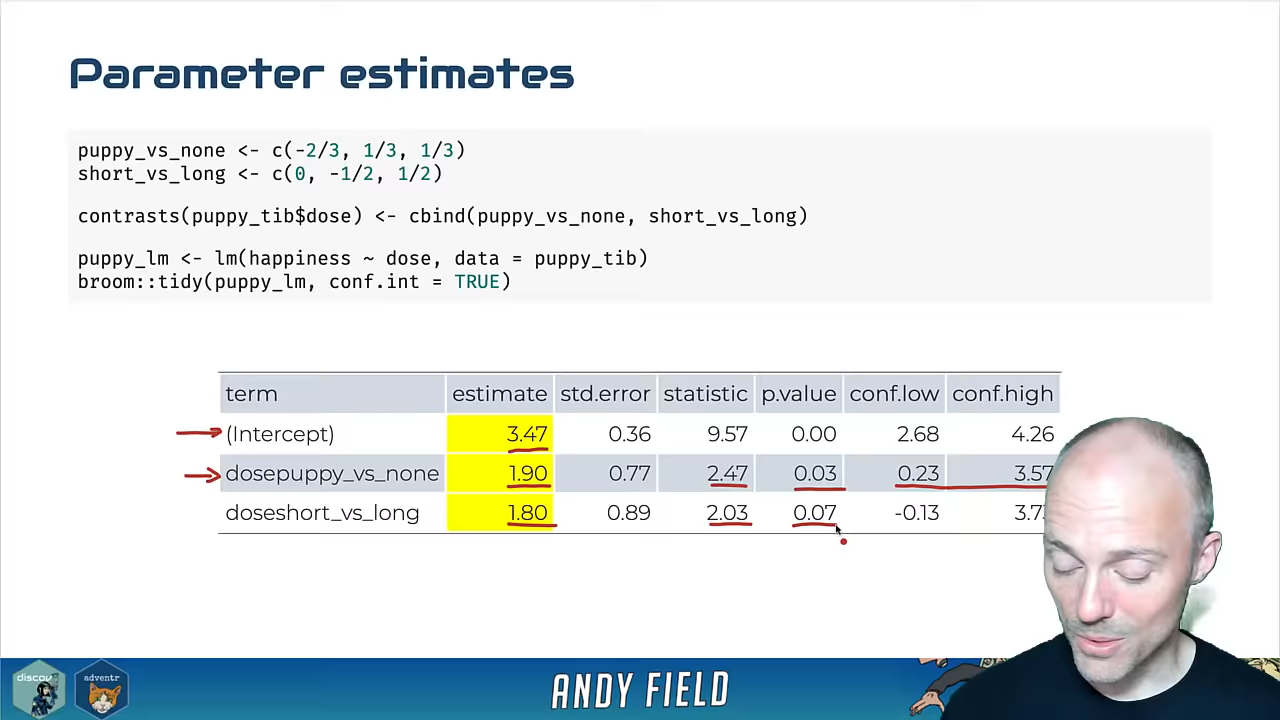 Parameter estimates
puppy_vs_none <- c(-2/3, 1/3, 1/3)
short_vs_long <- c(0, -1/2, 1/2)
contrasts(puppy_tib$dose) <- cbind(puppy_vs_none, short_vs_long)
puppy_lm <- lm(happiness ~ dose, data = puppy_tib)
broom::tidy(puppy_lm, conf.int = TRUE)
term estimate std.error statistic p.value conf.low conf.high
(Intercept) 3.47 0.36 9.57 0.00 2.68 4.26
dosepuppy_vs_none 1.90 0.77 2.47 0.03 0.23 3.57
doseshort_vs_long 1.80 0.89 2.03 0.07 -0.13
discov adventr ANDY FIELD